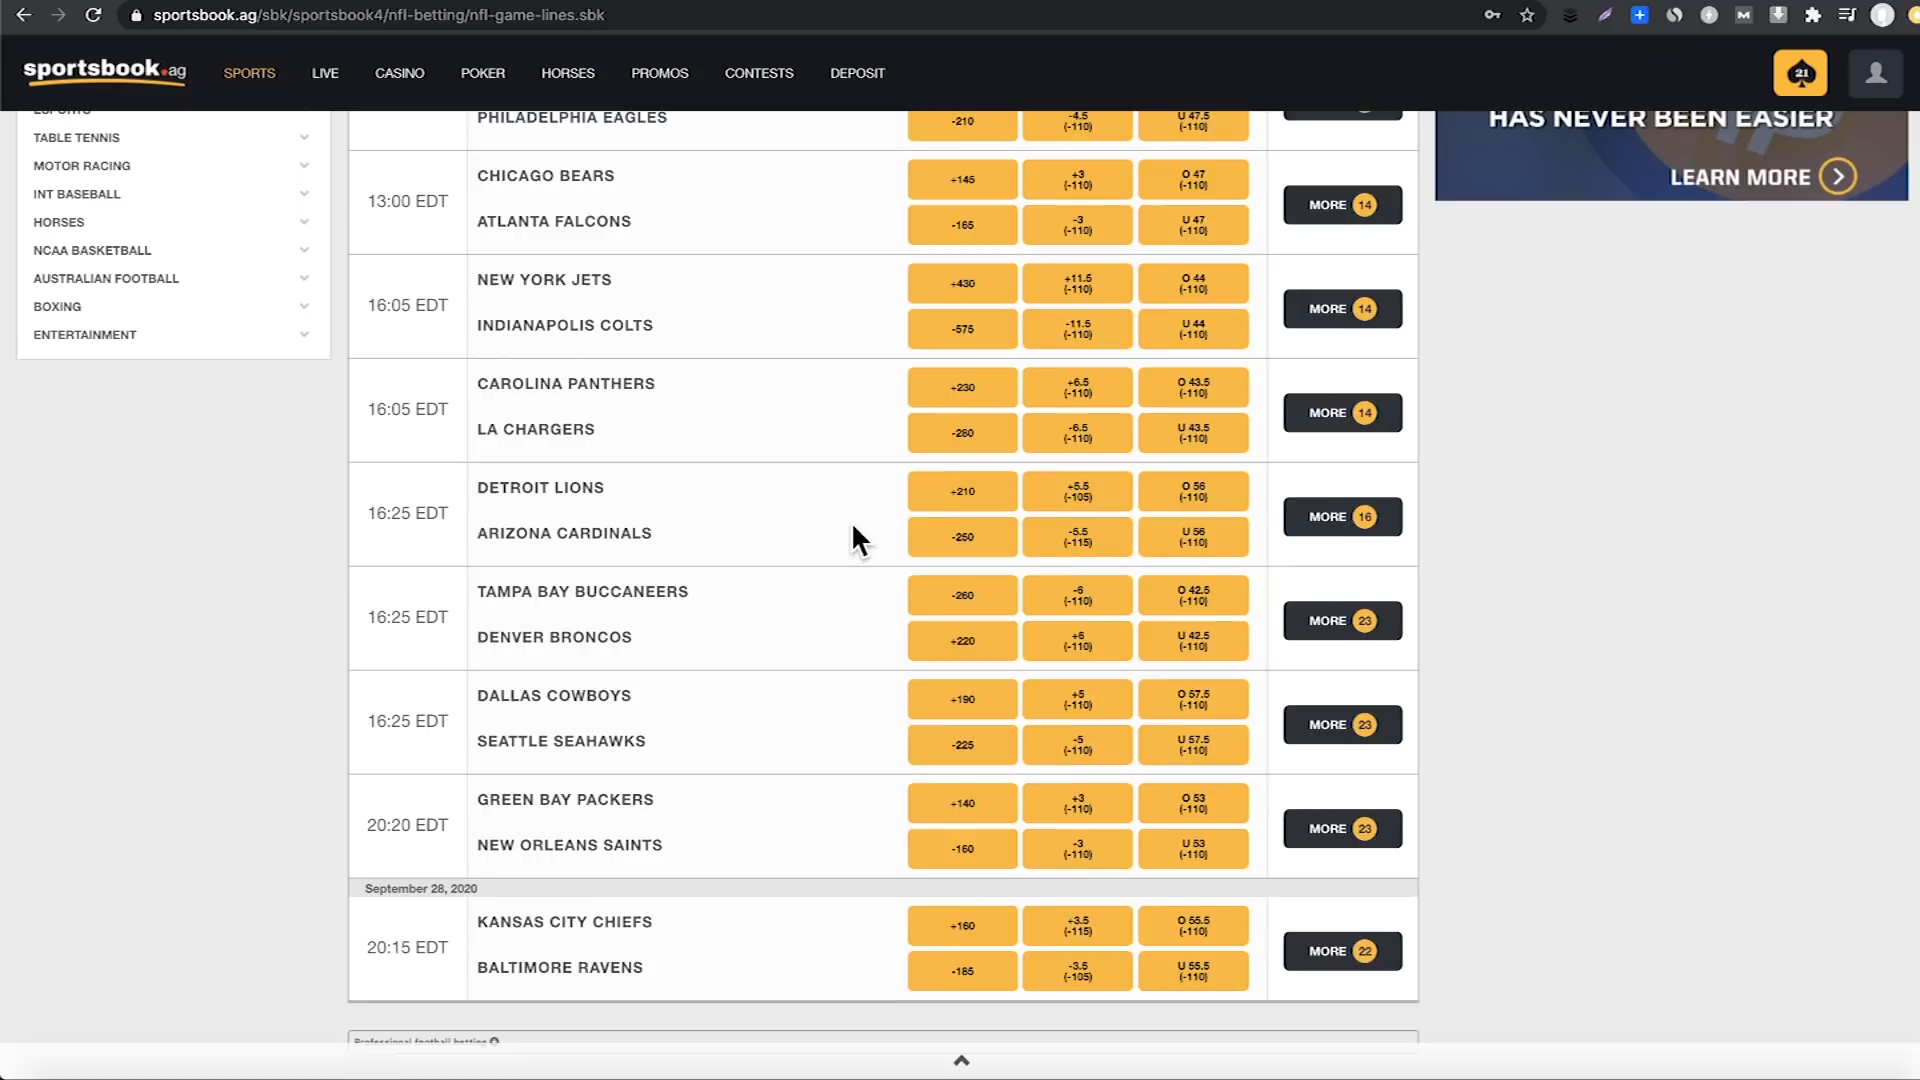 sportsbook.ag/sbk/sportsbook4/nfl-betting/nfl-game-lines.sbk
sportsbook.ag SPORTS LIVE CASINO POKER HORSES PROMOS CONTESTS DEPOSIT 21
ESPORTS
TABLE TENNIS
MOTOR RACING
INT BASEBALL
HORSES
NCAA BASKETBALL
AUSTRALIAN FOOTBALL
BOXING
ENTERTAINMENT
PHILADELPHIA EAGLES -210 -4.5 (-110) U 47.5 (-110)
13:00 EDT
CHICAGO BEARS +145 +3 (-110) O 47 (-110)
ATLANTA FALCONS -165 -3 (-110) U 47 (-110)
MORE 14
16:05 EDT
NEW YORK JETS +430 +11.5 (-110) O 44 (-110)
INDIANAPOLIS COLTS -575 -11.5 (-110) U 44 (-110)
MORE 14
16:05 EDT
CAROLINA PANTHERS +230 +6.5 (-110) O 43.5 (-110)
LA CHARGERS -280 -6.5 (-110) U 43.5 (-110)
MORE 14
16:25 EDT
DETROIT LIONS +210 +5.5 (-105) O 56 (-110)
ARIZONA CARDINALS -250 -5.5 (-115) U 56 (-110)
MORE 16
16:25 EDT
TAMPA BAY BUCCANEERS -260 -6 (-110) O 42.5 (-110)
DENVER BRONCOS +220 +6 (-110) U 42.5 (-110)
MORE 23
16:25 EDT
DALLAS COWBOYS +190 +5 (-110) O 57.5 (-110)
SEATTLE SEAHAWKS -225 -5 (-110) U 57.5 (-110)
MORE 23
20:20 EDT
GREEN BAY PACKERS +140 +3 (-110) O 53 (-110)
NEW ORLEANS SAINTS -160 -3 (-110) U 53 (-110)
MORE 23
September 28, 2020
20:15 EDT
KANSAS CITY CHIEFS +160 +3.5 (-115) O 55.5 (-110)
BALTIMORE RAVENS -185 -3.5 (-105) U 55.5 (-110)
MORE 22
Professional football betting
HAS NEVER BEEN EASIER
LEARN MORE